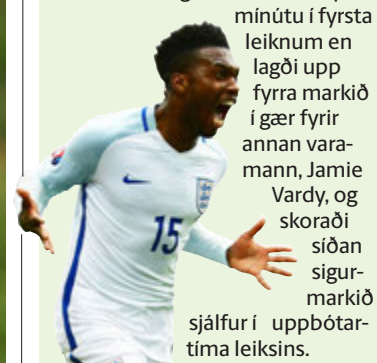 mínútu í fyrsta
leiknum en
lagði upp
fyrra markið
í gær fyrir
annan vara-
mann, Jamie
Vardy, og
skoraði
síðan
sigur-
markið
sjálfur í uppbótar-
tíma leiksins.
15